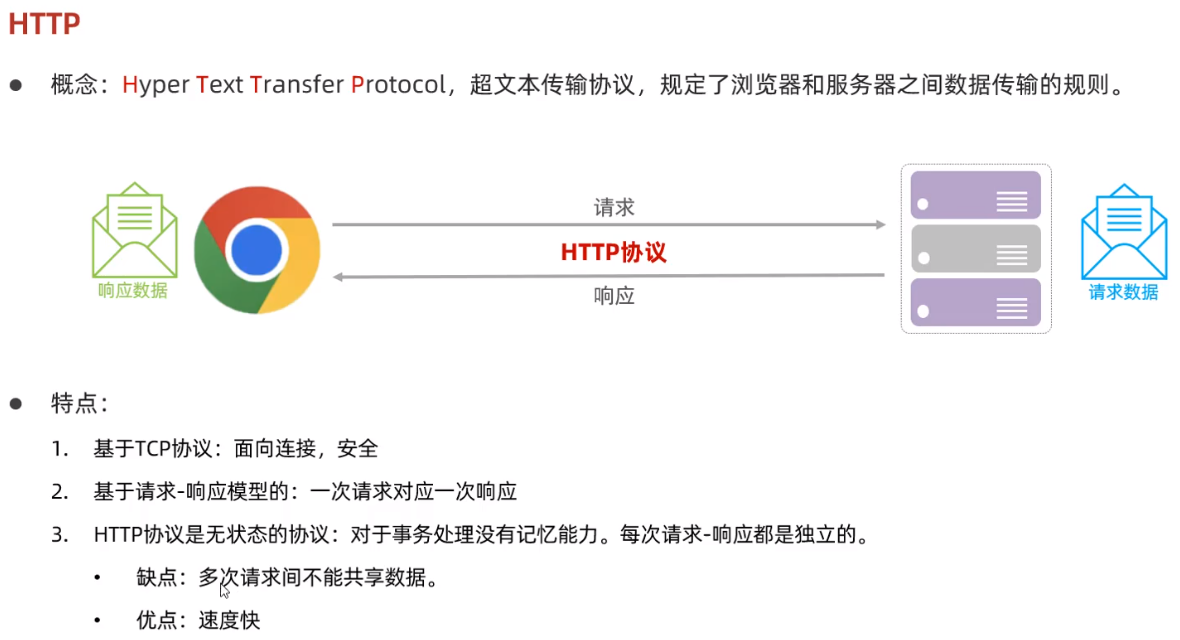 HTTP
● 概念：Hyper Text Transfer Protocol，超文本传输协议，规定了浏览器和服务器之间数据传输的规则。
请求
HTTP协议
响应
响应数据
请求数据
● 特点：
1. 基于TCP协议：面向连接，安全
2. 基于请求-响应模型的：一次请求对应一次响应
3. HTTP协议是无状态的协议：对于事务处理没有记忆能力。每次请求-响应都是独立的。
• 缺点：多次请求间不能共享数据。
• 优点：速度快